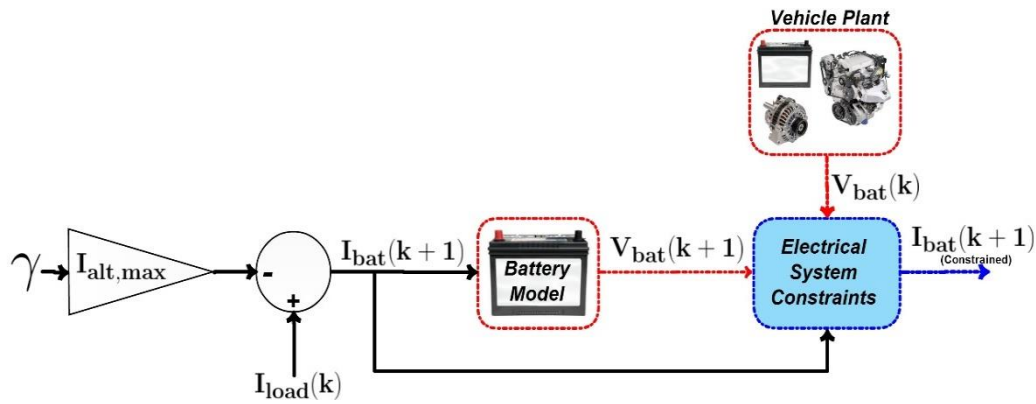 Vehicle Plant
V_bat(k)
γ
I_alt,max
-
+
I_load(k)
I_bat(k + 1)
Battery
Model
V_bat(k+1)
Electrical
System
Constraints
I_bat(k+1)
(Constrained)